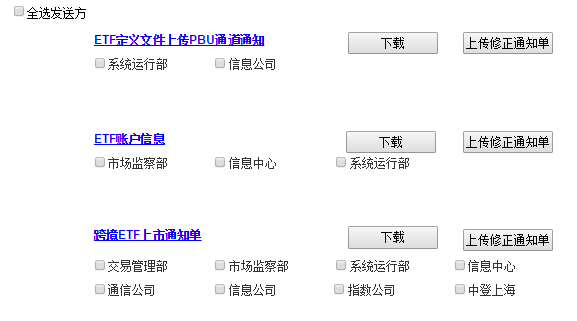 全选发送方
ETF定义文件上传PBU通道通知 下载 上传修正通知单
系统运行部 信息公司
ETF账户信息 下载 上传修正通知单
市场监察部 信息中心 系统运行部
跨境ETF上市通知单 下载 上传修正通知单
交易管理部 市场监察部 系统运行部 信息中心
通信公司 信息公司 指数公司 中登上海